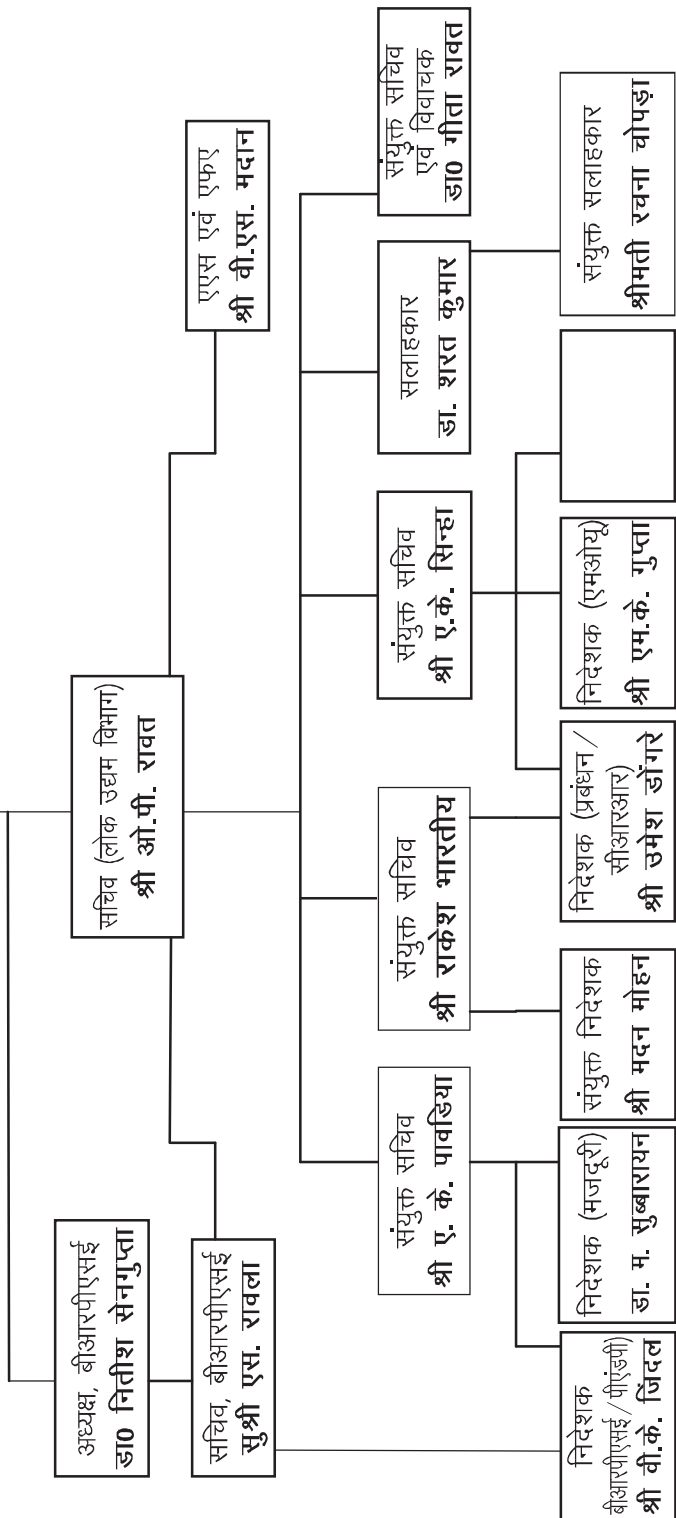 सचिव (लोक उद्यम विभाग)
श्री ओ.पी. रावत
अध्यक्ष, बीआरपीएसई
डा0 नितीश सेनगुप्ता
सचिव, बीआरपीएसई
सुश्री एस. रावला
एएस एवं एफए
श्री वी.एस. मदान
संयुक्त सचिव
श्री ए. के. पावडिया
संयुक्त सचिव
श्री राकेश भारतीय
संयुक्त सचिव
श्री ए.के. सिन्हा
सलाहकार
डा. शरत कुमार
संयुक्त सचिव
एवं विवाचक
डा0 गीता रावत
निदेशक
बीआरपीएसई / पीएंडपी)
श्री वी.के. जिंदल
निदेशक (मजदूरी)
डा. म. सुब्बारायन
संयुक्त निदेशक
श्री मदन मोहन
निदेशक (प्रबंधन /
सीआरआर)
श्री उमेश डोंगरे
निदेशक (एमओयू)
श्री एम.के. गुप्ता
संयुक्त सलाहकार
श्रीमती रचना चोपड़ा